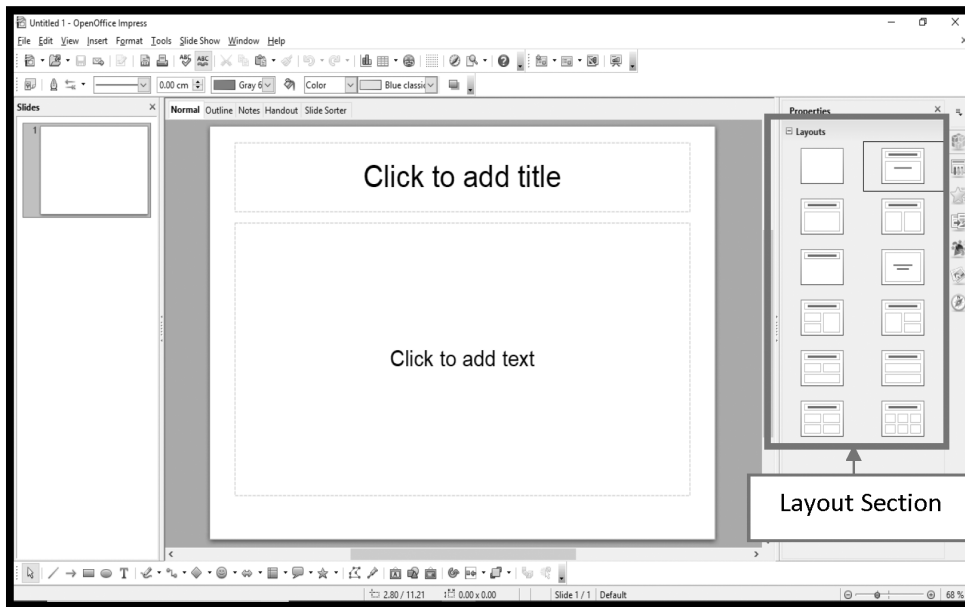 Untitled 1 - OpenOffice Impress
File Edit View Insert Format Tools Slide Show Window Help
0.00 cm Gray 6 Color Blue classic
Slides
Normal Outline Notes Handout Slide Sorter
Properties
Layouts
1
Click to add title
Click to add text
Layout Section
2.80 / 11.21 0.00 x 0.00 Slide 1 / 1 Default 68 %